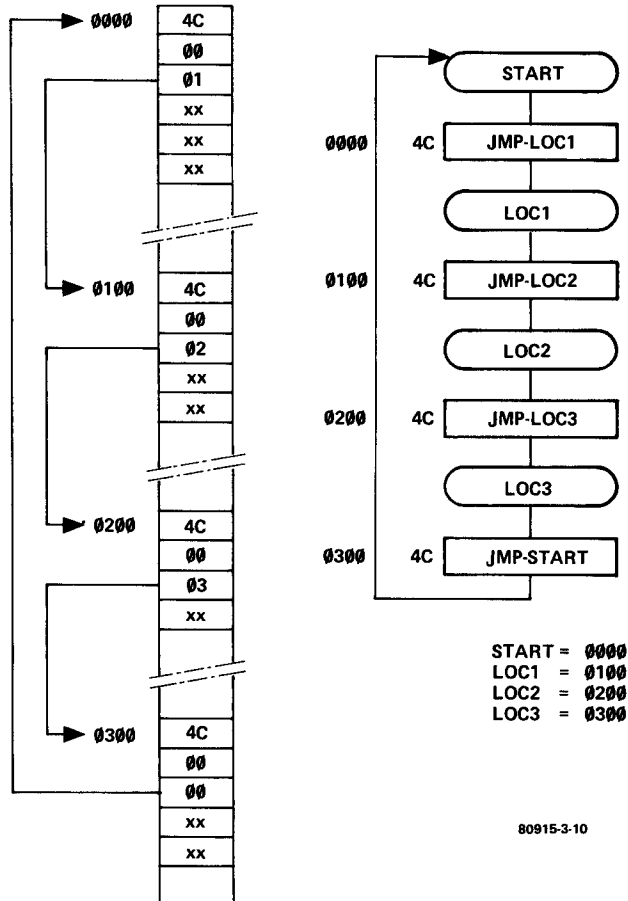 0000 4C
00
01
xx
xx
xx
0100 4C
00
02
xx
xx
0200 4C
00
03
xx
0300 4C
00
00
xx
xx
START
0000 4C JMP-LOC1
LOC1
0100 4C JMP-LOC2
LOC2
0200 4C JMP-LOC3
LOC3
0300 4C JMP-START
START = 0000
LOC1 = 0100
LOC2 = 0200
LOC3 = 0300
80915-3-10